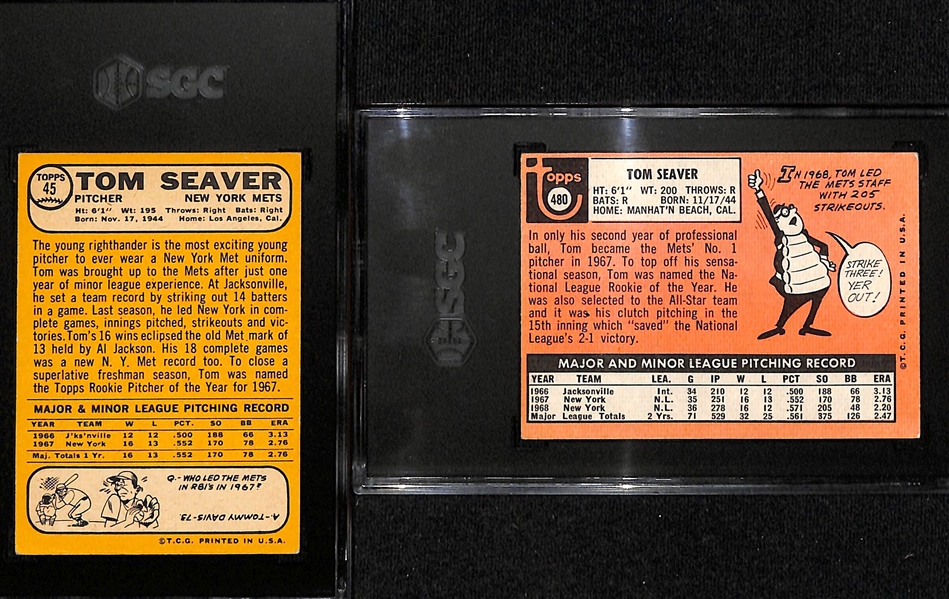 SGC
TOPPS
45
TOM SEAVER
PITCHER NEW YORK METS
Ht: 6'1" Wt: 195 Throws: Right Bats: Right
Born: Nov. 17, 1944 Home: Los Angeles, Cal.
The young righthander is the most exciting young
pitcher to ever wear a New York Met uniform.
Tom was brought up to the Mets after just one
year of minor league experience. At Jacksonville,
he set a team record by striking out 14 batters
in a game. Last season, he led New York in com-
plete games, innings pitched, strikeouts and vic-
tories. Tom's 16 wins eclipsed the old Met mark of
13 held by Al Jackson. His 18 complete games
was a new N. Y. Met record too. To close a
superlative freshman season, Tom was named
the Topps Rookie Pitcher of the Year for 1967.
MAJOR & MINOR LEAGUE PITCHING RECORD
YEAR TEAM W L PCT. SO BB ERA
1966 J'ks'nville 12 12 .500 188 66 3.13
1967 New York 16 13 .552 170 78 2.76
Maj. Totals 1 Yr. 16 13 .552 170 78 2.76
Q.-WHO LED THE METS
IN RBI'S IN 1967?
A.-TOMMY DAVIS-73.
©T.C.G. PRINTED IN U.S.A.
SGC
topps
480
TOM SEAVER
HT: 6'1" WT: 200 THROWS: R
BATS: R BORN: 11/17/44
HOME: MANHAT'N BEACH, CAL.
In only his second year of professional
ball, Tom became the Mets' No. 1
pitcher in 1967. To top off his sensa-
tional season, Tom was named the Na-
tional League Rookie of the Year. He
was also selected to the All-Star team
and it was his clutch pitching in the
15th inning which "saved" the National
League's 2-1 victory.
IN 1968, TOM LED
THE METS STAFF
WITH 205
STRIKEOUTS.
STRIKE
THREE!
YER
OUT!
©T.C.G. PRINTED IN U.S.A.
MAJOR AND MINOR LEAGUE PITCHING RECORD
YEAR TEAM LEA. G IP W L PCT SO BB ERA
1966 Jacksonville Int. 34 210 12 12 .500 188 66 3.13
1967 New York N.L. 35 251 16 13 .552 170 78 2.76
1968 New York N.L. 36 278 16 12 .571 205 48 2.20
Major League Totals 2 Yrs. 71 529 32 25 .561 375 126 2.47